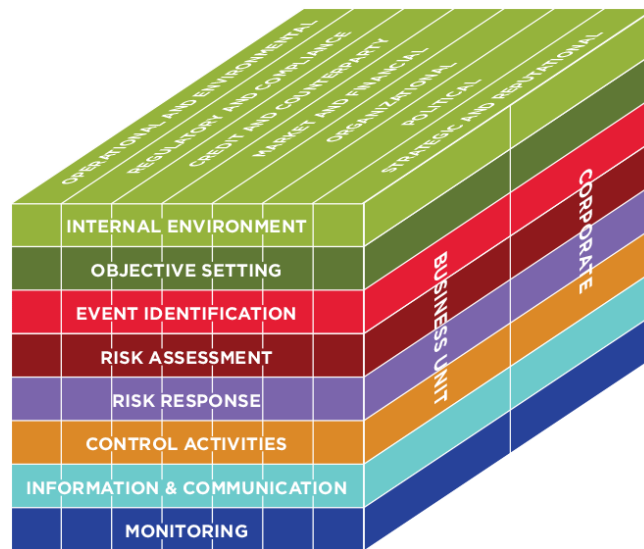 OPERATIONAL AND ENVIRONMENTAL
REGULATORY AND COMPLIANCE
CREDIT AND COUNTERPARTY
MARKET AND FINANCIAL
ORGANIZATIONAL
POLITICAL
STRATEGIC AND REPUTATIONAL
INTERNAL ENVIRONMENT
OBJECTIVE SETTING
EVENT IDENTIFICATION
RISK ASSESSMENT
RISK RESPONSE
CONTROL ACTIVITIES
INFORMATION & COMMUNICATION
MONITORING
BUSINESS UNIT
CORPORATE